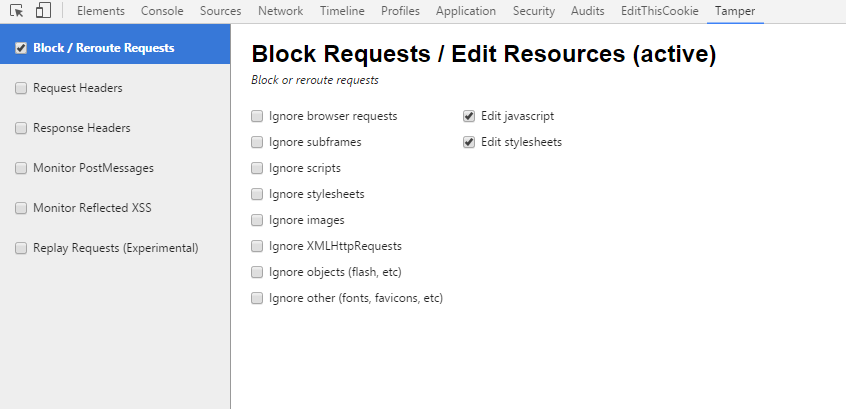 Elements Console Sources Network Timeline Profiles Application Security Audits EditThisCookie Tamper
Block / Reroute Requests
Request Headers
Response Headers
Monitor PostMessages
Monitor Reflected XSS
Replay Requests (Experimental)
Block Requests / Edit Resources (active)
Block or reroute requests
Ignore browser requests Edit javascript
Ignore subframes Edit stylesheets
Ignore scripts
Ignore stylesheets
Ignore images
Ignore XMLHttpRequests
Ignore objects (flash, etc)
Ignore other (fonts, favicons, etc)